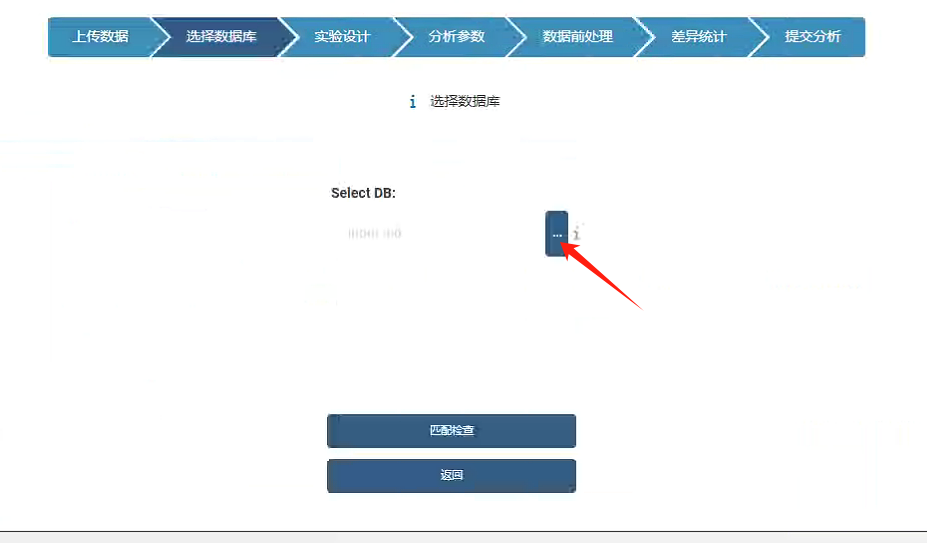 上传数据 选择数据库 实验设计 分析参数 数据前处理 差异统计 提交分析
i 选择数据库
Select DB:
... i
匹配检查
返回